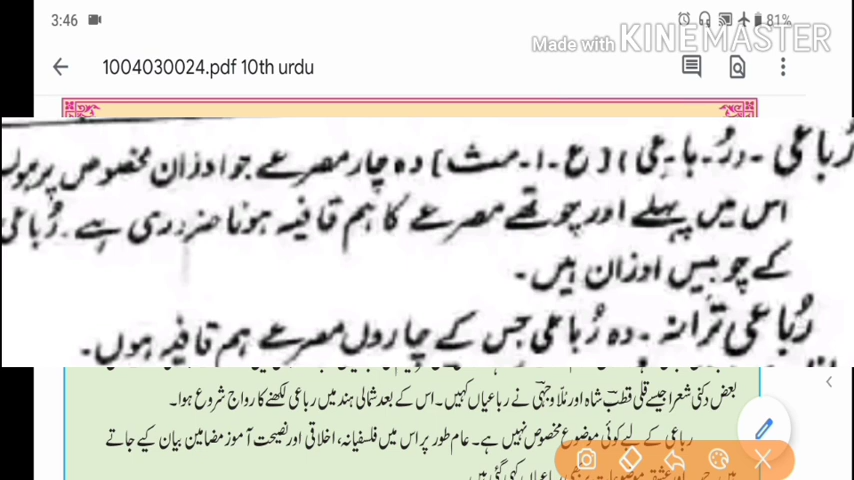 3:46
81%
Made with KINEMASTER
1004030024.pdf 10th urdu
رُباعی۔ (رُ۔ با۔ عی) (ع۔ ا۔ مث) وہ چار مصرعے جو اوزان مخصوص پر ہوں
اس میں پہلے اور چوتھے مصرعے کا ہم قافیہ ہونا ضروری ہے۔ رُباعی
کے چوبیس اوزان ہیں۔
رُباعی ترانہ۔ وہ رُباعی جس کے چاروں مصرعے ہم قافیہ ہوں۔
بعض دکنی شعرا جیسے قلی قطب شاہ اور ملّا وجہی نے رباعیاں کہیں۔ اس کے بعد شمالی ہند میں رباعی لکھنے کا رواج شروع ہوا۔
رباعی کے لیے کوئی موضوع مخصوص نہیں ہے۔ عام طور پر اس میں فلسفیانہ، اخلاقی اور نصیحت آموز مضامین بیان کیے جاتے